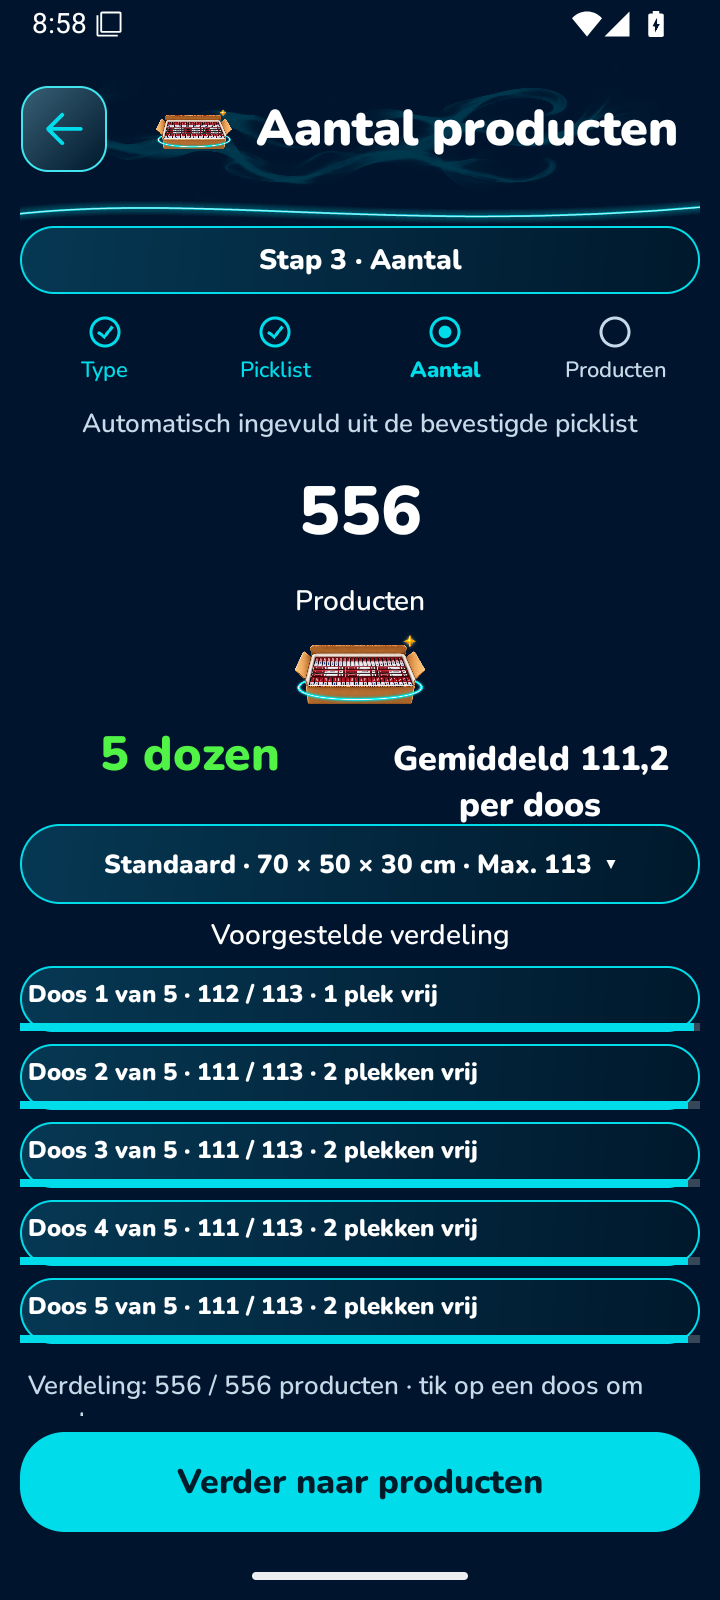 8:58
Aantal producten
Stap 3 · Aantal
Type
Picklist
Aantal
Producten
Automatisch ingevuld uit de bevestigde picklist
556
Producten
5 dozen
Gemiddeld 111,2
per doos
Standaard · 70 × 50 × 30 cm · Max. 113 ▼
Voorgestelde verdeling
Doos 1 van 5 · 112 / 113 · 1 plek vrij
Doos 2 van 5 · 111 / 113 · 2 plekken vrij
Doos 3 van 5 · 111 / 113 · 2 plekken vrij
Doos 4 van 5 · 111 / 113 · 2 plekken vrij
Doos 5 van 5 · 111 / 113 · 2 plekken vrij
Verdeling: 556 / 556 producten · tik op een doos om
Verder naar producten